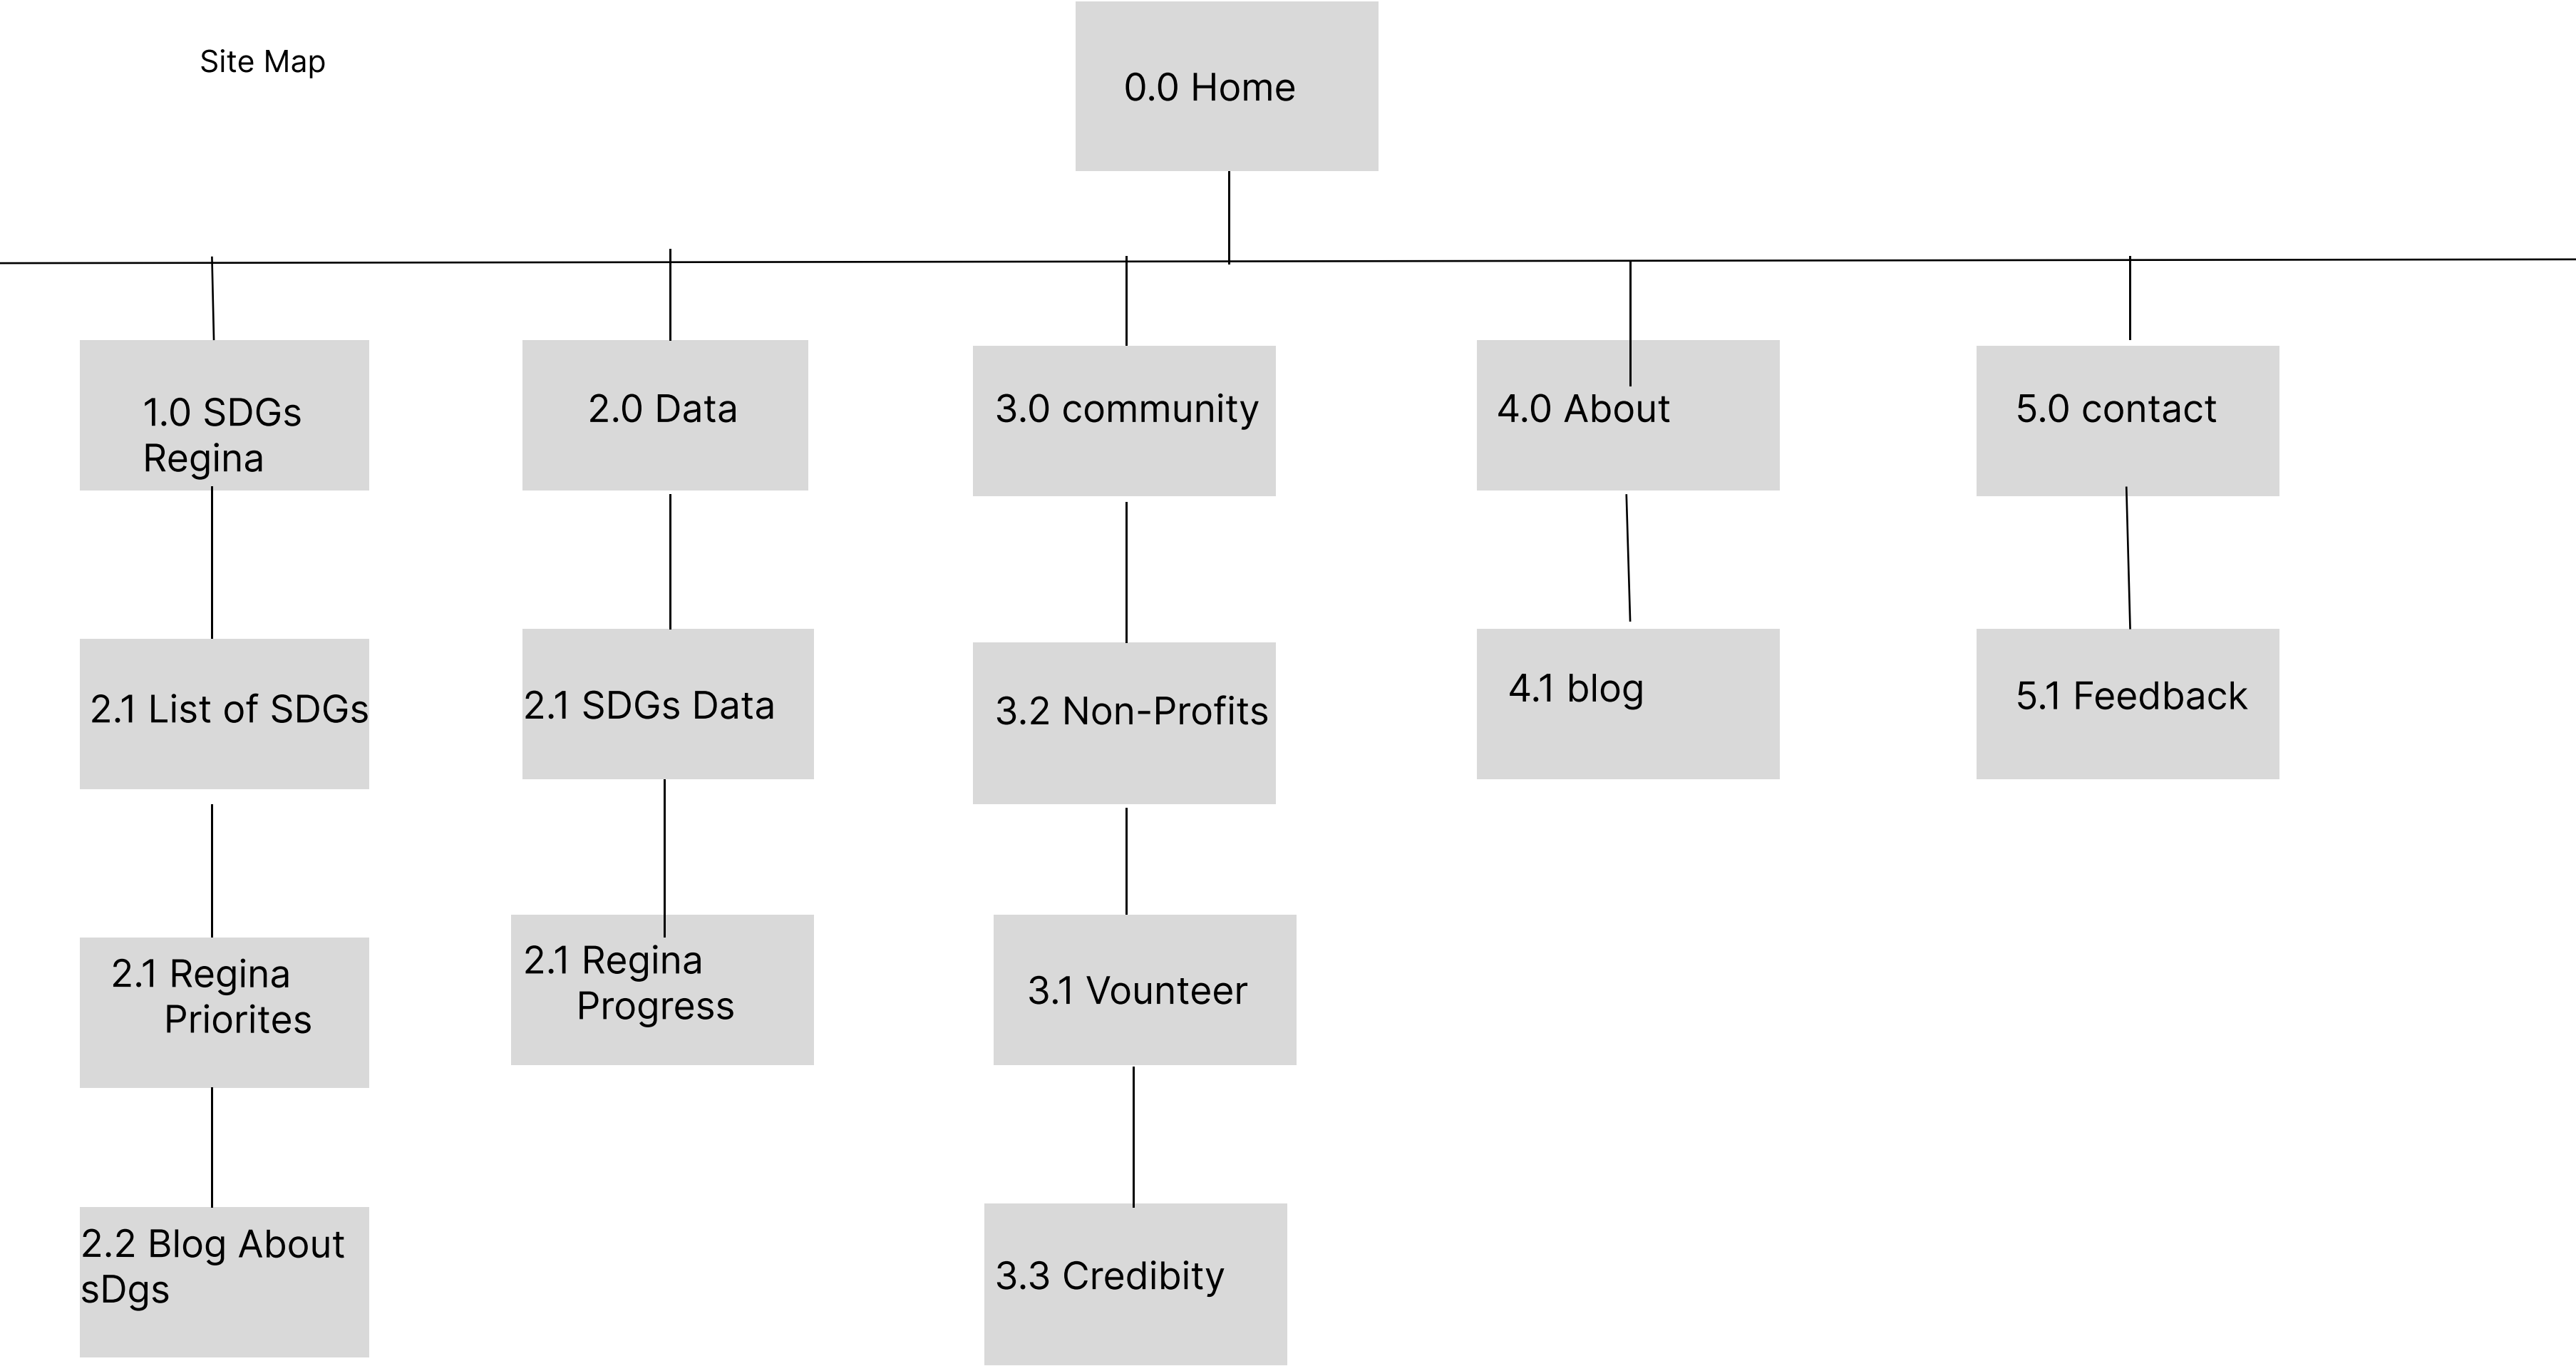 Site Map
0.0 Home
1.0 SDGs
Regina
2.0 Data
3.0 community
4.0 About
5.0 contact
2.1 List of SDGs
2.1 SDGs Data
3.2 Non-Profits
4.1 blog
5.1 Feedback
2.1 Regina
Priorites
2.1 Regina
Progress
3.1 Vounteer
2.2 Blog About
sDgs
3.3 Credibity